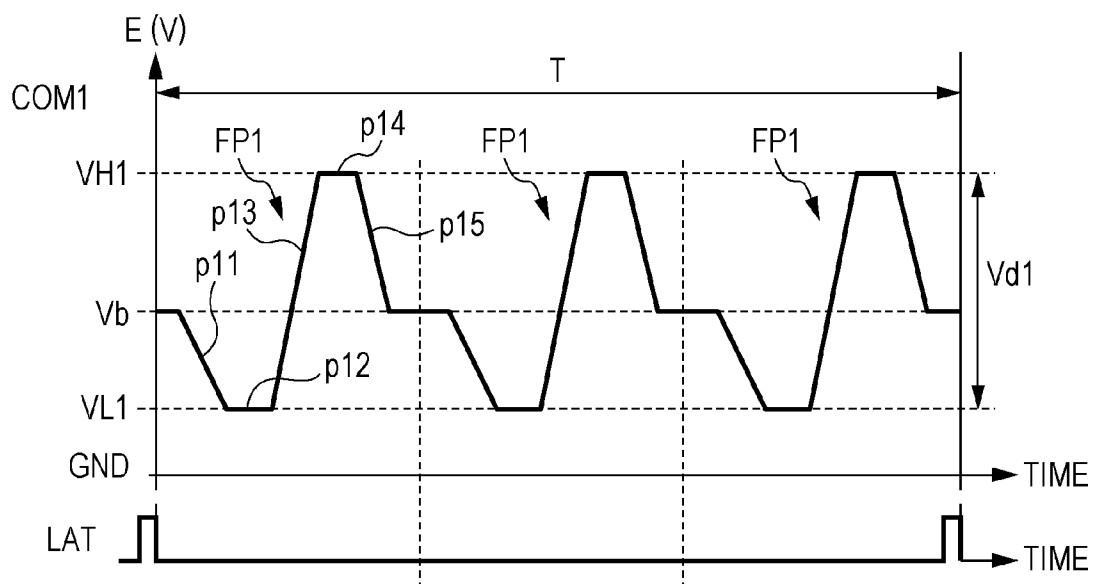 E (V)
COM1
T
FP1
p14
FP1
FP1
VH1
p13
p15
p11
Vd1
Vb
p12
VL1
GND
TIME
LAT
TIME